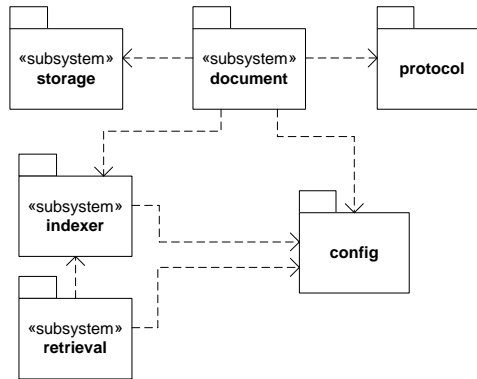 «subsystem»
storage
«subsystem»
document
protocol
«subsystem»
indexer
config
«subsystem»
retrieval